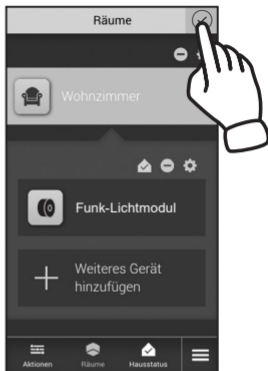 Räume
Wohnzimmer
Funk-Lichtmodul
Weiteres Gerät
hinzufügen
Aktionen Räume Hausstatus